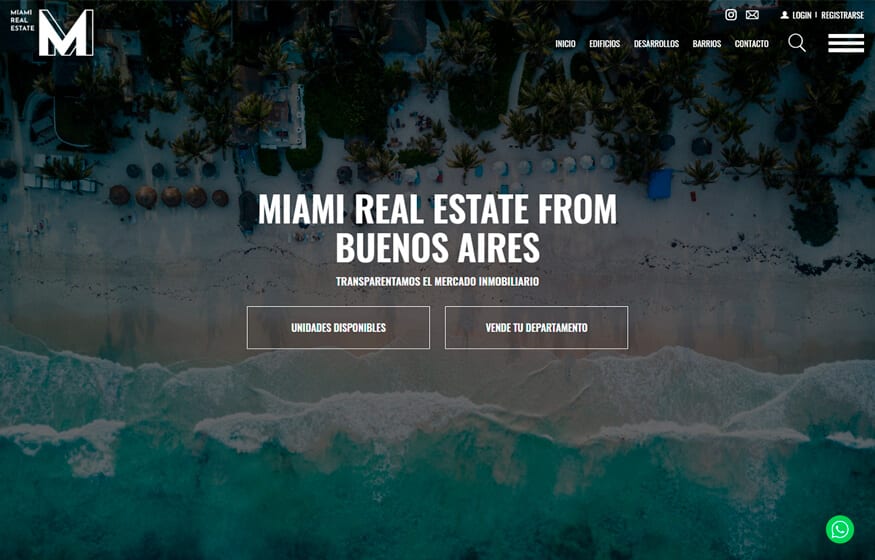 MIAMI
REAL
ESTATE
M
LOGIN | REGISTRARSE
INICIO EDIFICIOS DESARROLLOS BARRIOS CONTACTO
MIAMI REAL ESTATE FROM
BUENOS AIRES
TRANSPARENTAMOS EL MERCADO INMOBILIARIO
UNIDADES DISPONIBLES VENDE TU DEPARTAMENTO